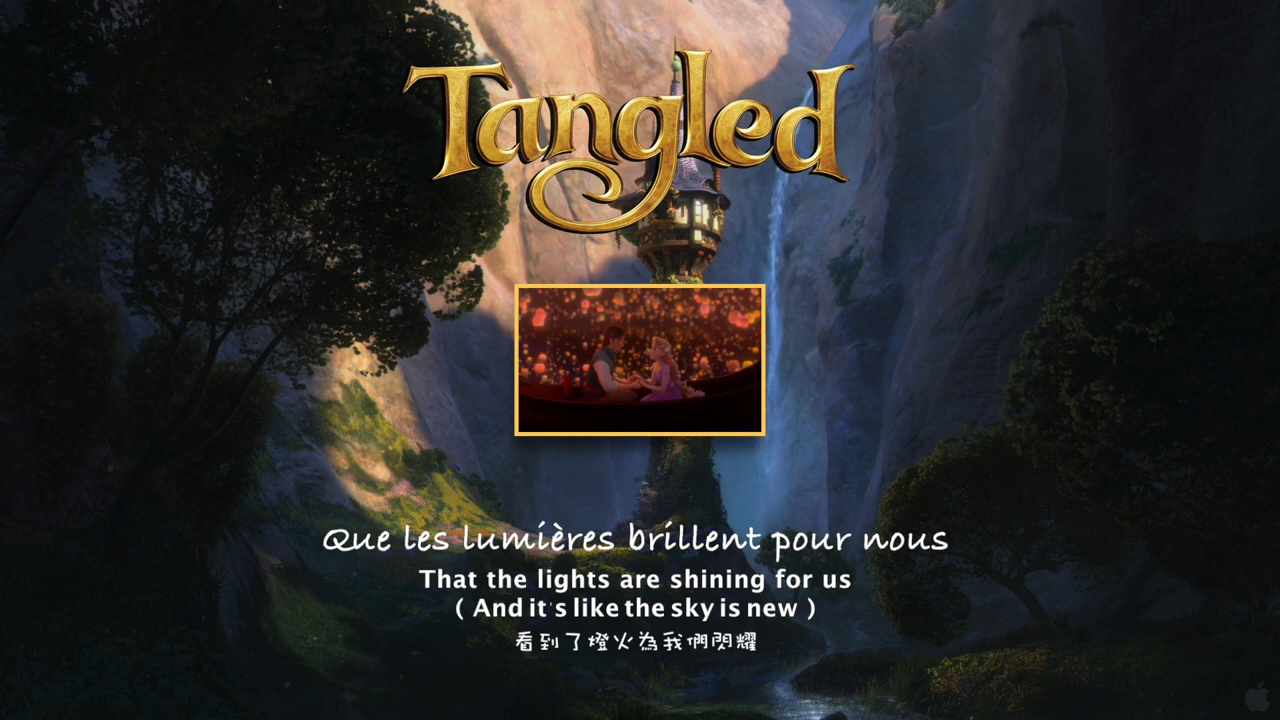 Tangled
Que les lumières brillent pour nous
That the lights are shining for us
( And it's like the sky is new )
看到了燈火為我們閃耀